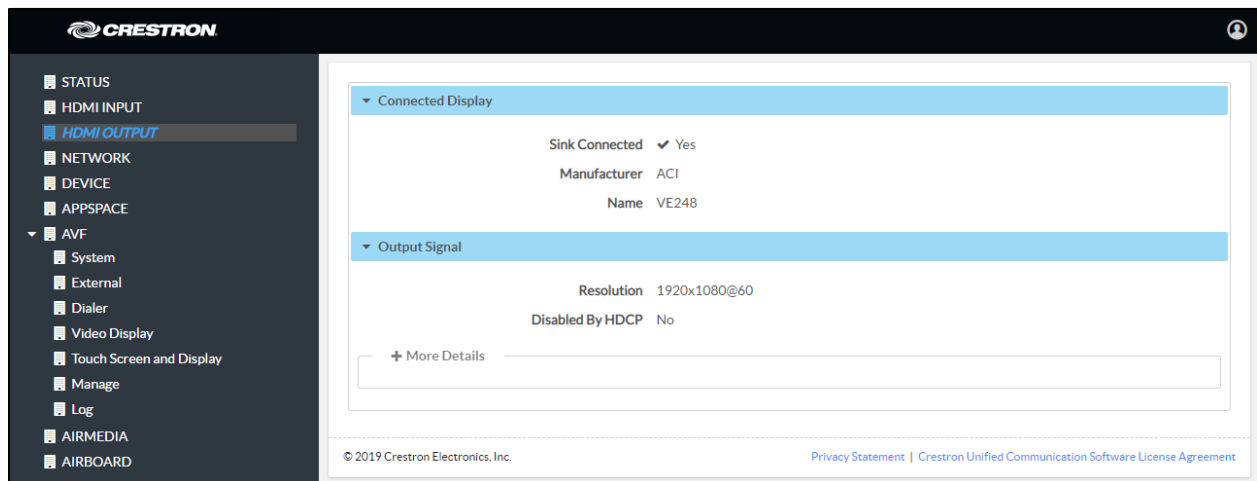 CRESTRON
STATUS
HDMI INPUT
HDMI OUTPUT
NETWORK
DEVICE
APPSPACE
AVF
System
External
Dialer
Video Display
Touch Screen and Display
Manage
Log
AIRMEDIA
AIRBOARD
Connected Display
Sink Connected Yes
Manufacturer ACI
Name VE248
Output Signal
Resolution 1920x1080@60
Disabled By HDCP No
+ More Details
© 2019 Crestron Electronics, Inc.
Privacy Statement | Crestron Unified Communication Software License Agreement